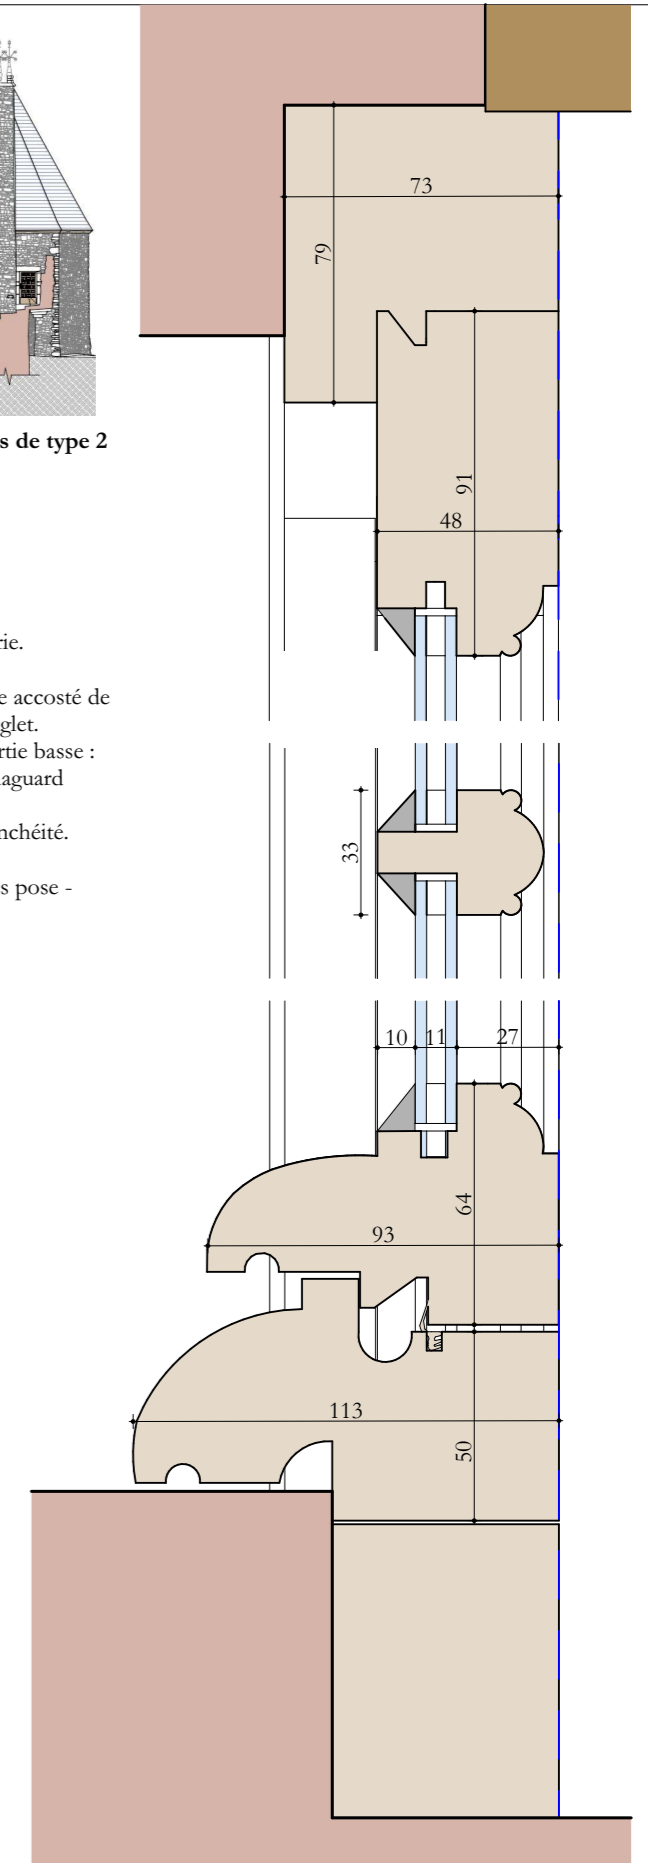 73
79
s de type 2
91
48
rie.
e accosté de
glet.
rtie basse :
aguard
nchéité.
s pose -
33
10 11 27
64
93
113
50